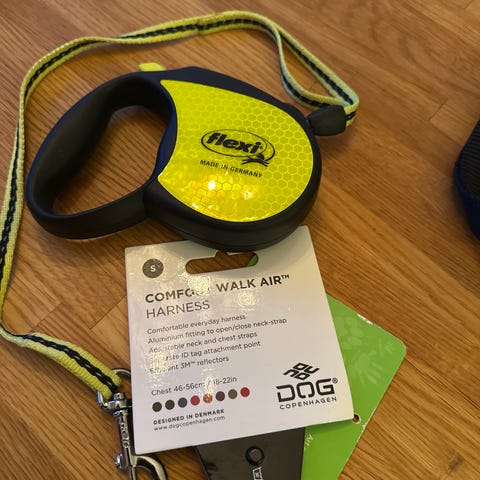 flexi
MADE IN GERMANY
S
COMFORT WALK AIR™
HARNESS
Comfortable everyday harness
Aluminium fitting to open/close neck-strap
Adjustable neck and chest straps
ID tag attachment point
3M™ reflectors
Chest 46-56cm / 18-22in
DESIGNED IN DENMARK
www.dogcopenhagen.com
DOG®
COPENHAGEN